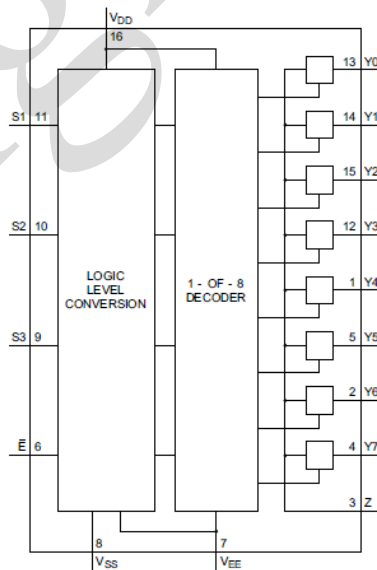 VDD
16
13 Y0
S1 11
14 Y1
15 Y2
S2 10
12 Y3
LOGIC
LEVEL
CONVERSION
1 - OF - 8
DECODER
1 Y4
S3 9
5 Y5
2 Y6
Ē 6
4 Y7
3 Z
8
7
VSS
VEE